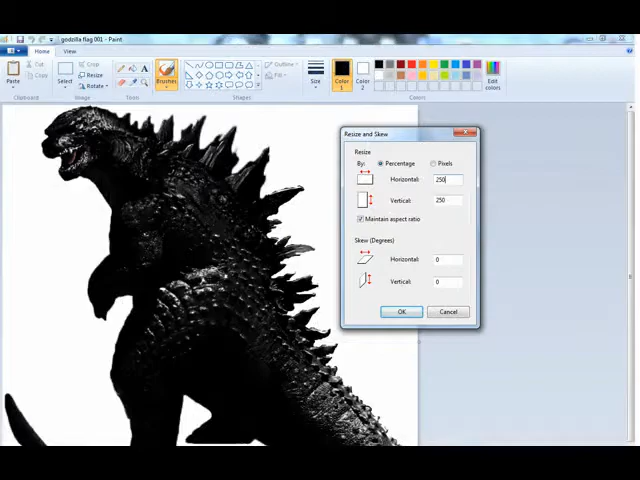 godzilla flag 001 - Paint
Home
View
Paste
Cut
Copy
Select
Crop
Resize
Rotate
Brushes
Outline
Fill
Size
Color
1
Color
2
Edit
colors
Clipboard
Image
Tools
Shapes
Colors
Resize and Skew
Resize
By:
Percentage
Pixels
Horizontal:
250
Vertical:
250
Maintain aspect ratio
Skew (Degrees)
Horizontal:
0
Vertical:
0
OK
Cancel